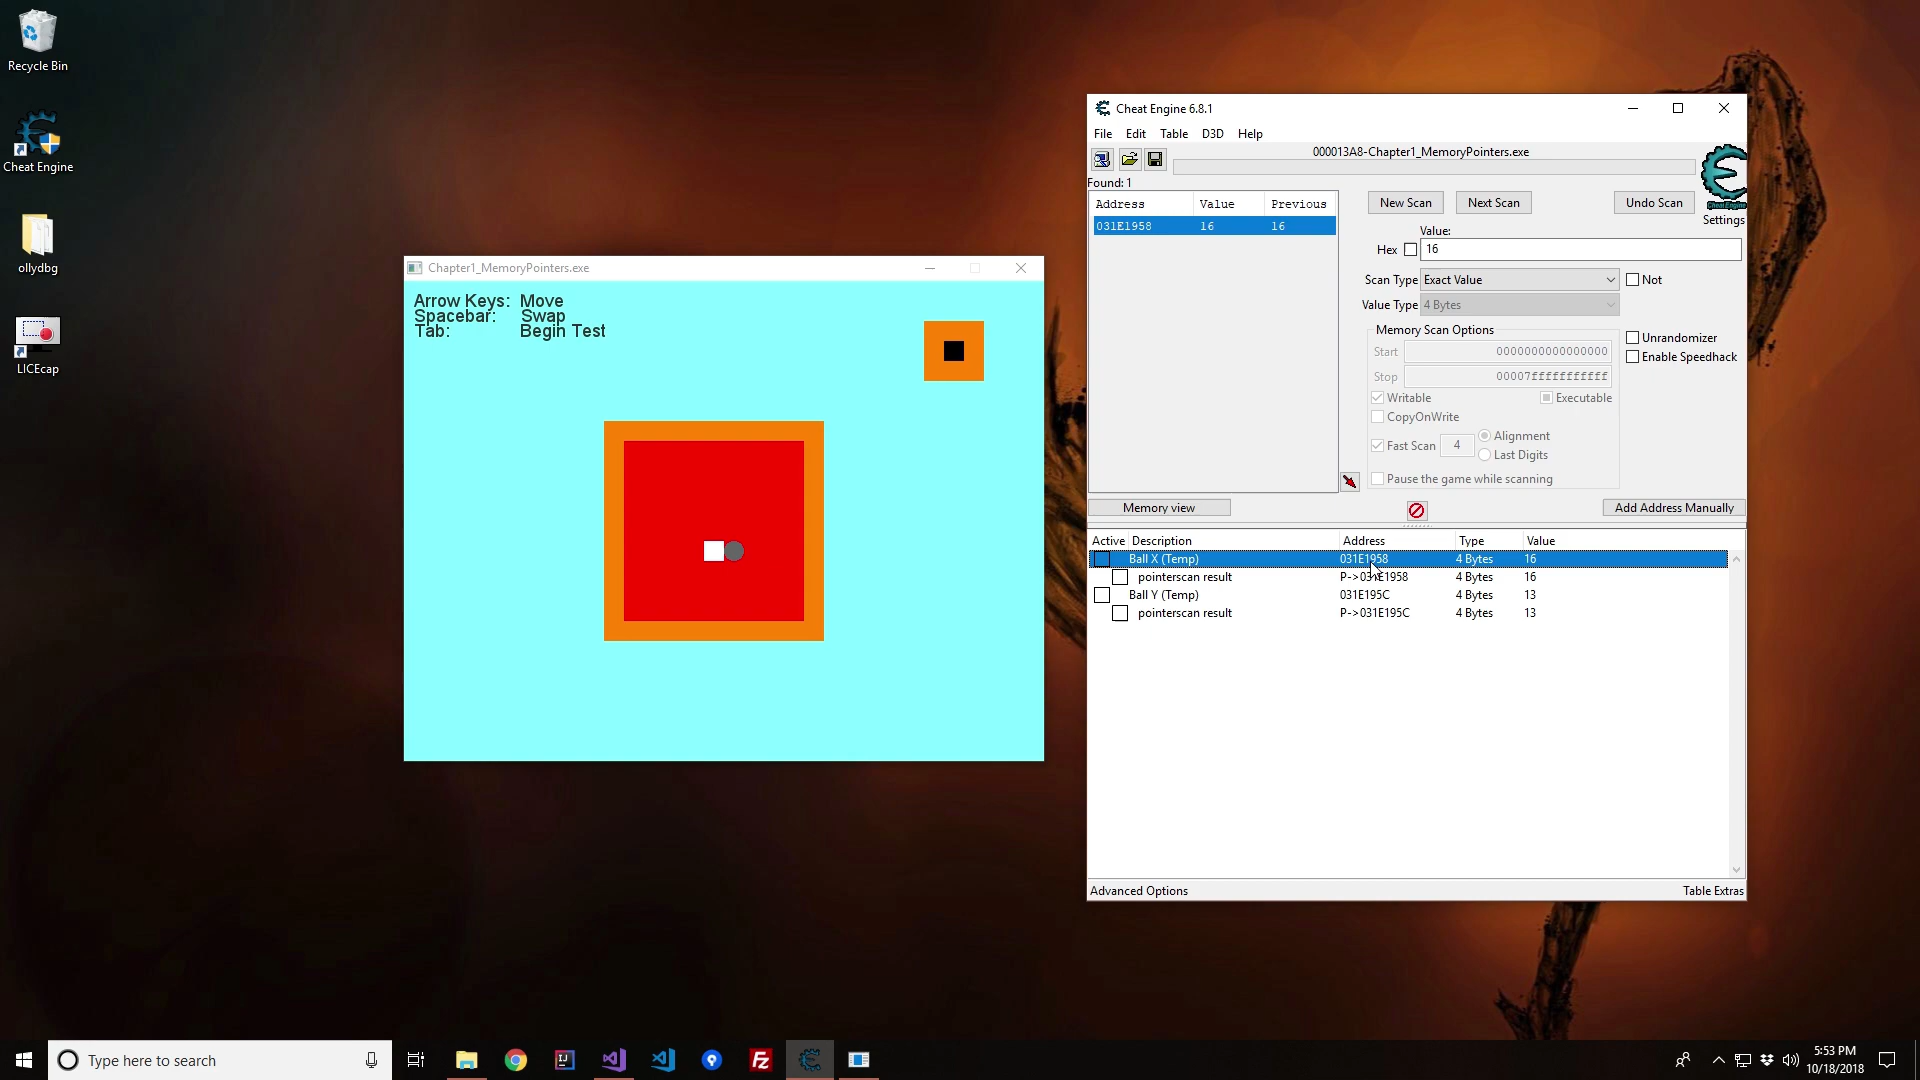 Recycle Bin
Cheat Engine
ollydbg
LICEcap
Chapter1_MemoryPointers.exe
Arrow Keys: Move
Spacebar: Swap
Tab: Begin Test
Cheat Engine 6.8.1
File Edit Table D3D Help
000013A8-Chapter1_MemoryPointers.exe
Found: 1
Address Value Previous
031E1958 16 16
New Scan Next Scan Undo Scan
Settings
Value:
Hex 16
Scan Type Exact Value Not
Value Type 4 Bytes
Memory Scan Options
Start 0000000000000000
Stop 00007fffffffffff
Unrandomizer
Enable Speedhack
Writable Executable
CopyOnWrite
Fast Scan 4 Alignment
Last Digits
Pause the game while scanning
Memory view Add Address Manually
Active Description Address Type Value
Ball X (Temp) 031E1958 4 Bytes 16
pointerscan result P->031E1958 4 Bytes 16
Ball Y (Temp) 031E195C 4 Bytes 13
pointerscan result P->031E195C 4 Bytes 13
Advanced Options Table Extras
Type here to search
5:53 PM
10/18/2018